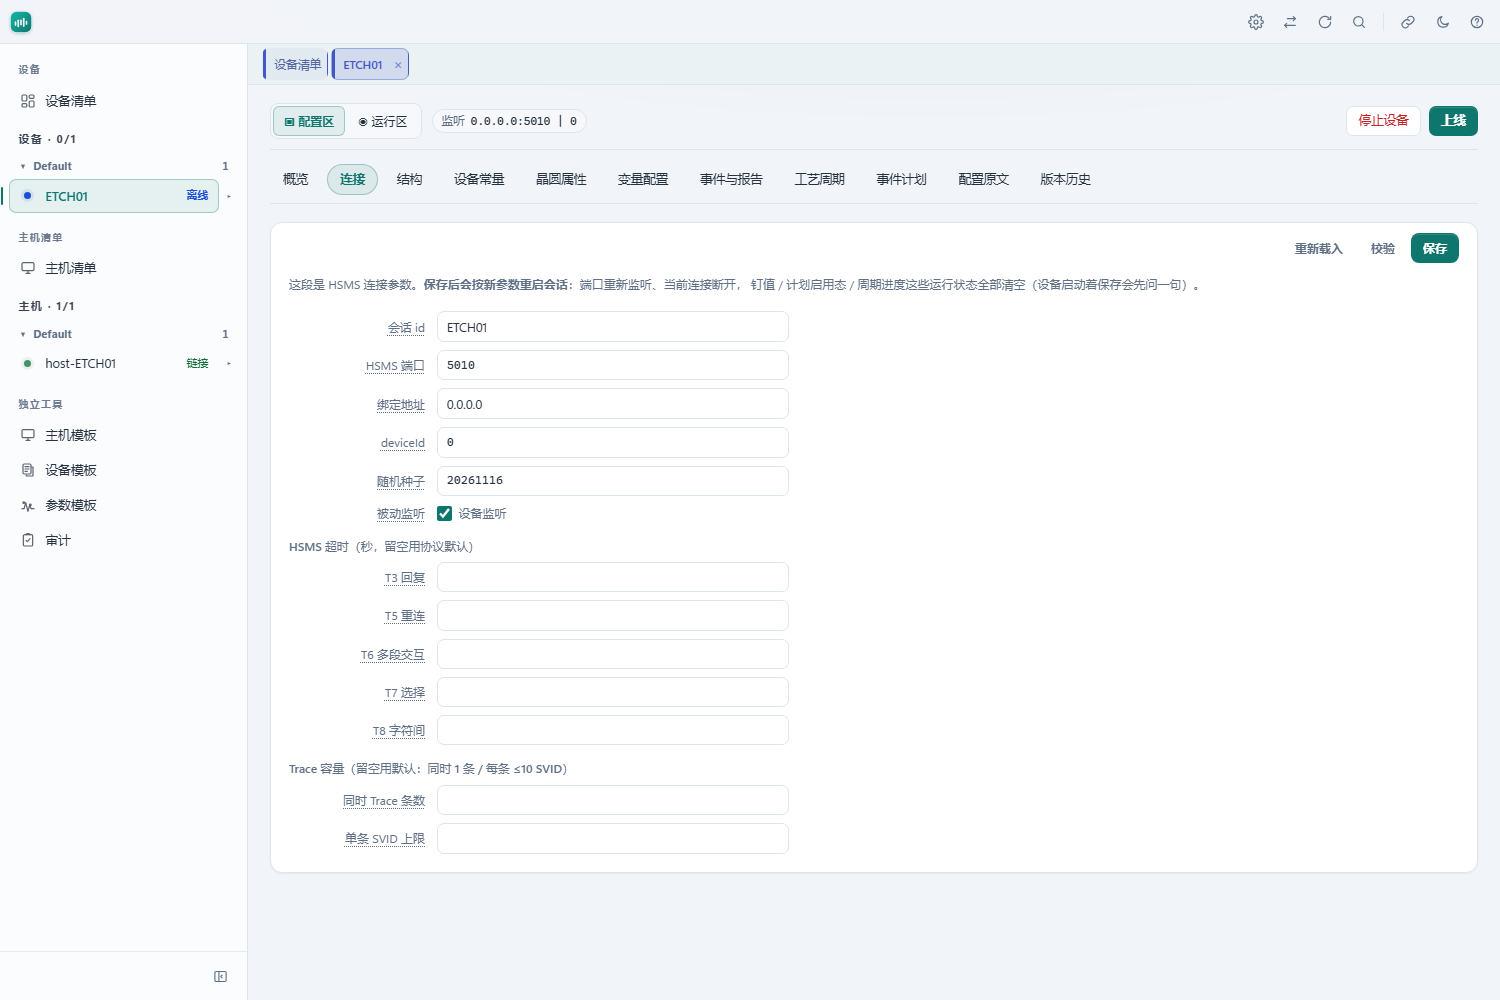 设备
设备清单
设备 · 0/1
Default 1
ETCH01 离线
主机清单
主机清单
主机 · 1/1
Default 1
host-ETCH01 链接
独立工具
主机模板
设备模板
参数模板
审计
设备清单 ETCH01 ×
配置区 运行区 监听 0.0.0.0:5010 | 0 停止设备 上线
概览 连接 结构 设备常量 晶圆属性 变量配置 事件与报告 工艺周期 事件计划 配置原文 版本历史
重新载入 校验 保存
这段是 HSMS 连接参数。保存后会按新参数重启会话：端口重新监听、当前连接断开， 钉值 / 计划启用态 / 周期进度这些运行状态全部清空（设备启动着保存会先问一句）。
会话 id ETCH01
HSMS 端口 5010
绑定地址 0.0.0.0
deviceId 0
随机种子 20261116
被动监听 设备监听
HSMS 超时（秒，留空用协议默认）
T3 回复
T5 重连
T6 多段交互
T7 选择
T8 字符间
Trace 容量（留空用默认：同时 1 条 / 每条 ≤10 SVID）
同时 Trace 条数
单条 SVID 上限